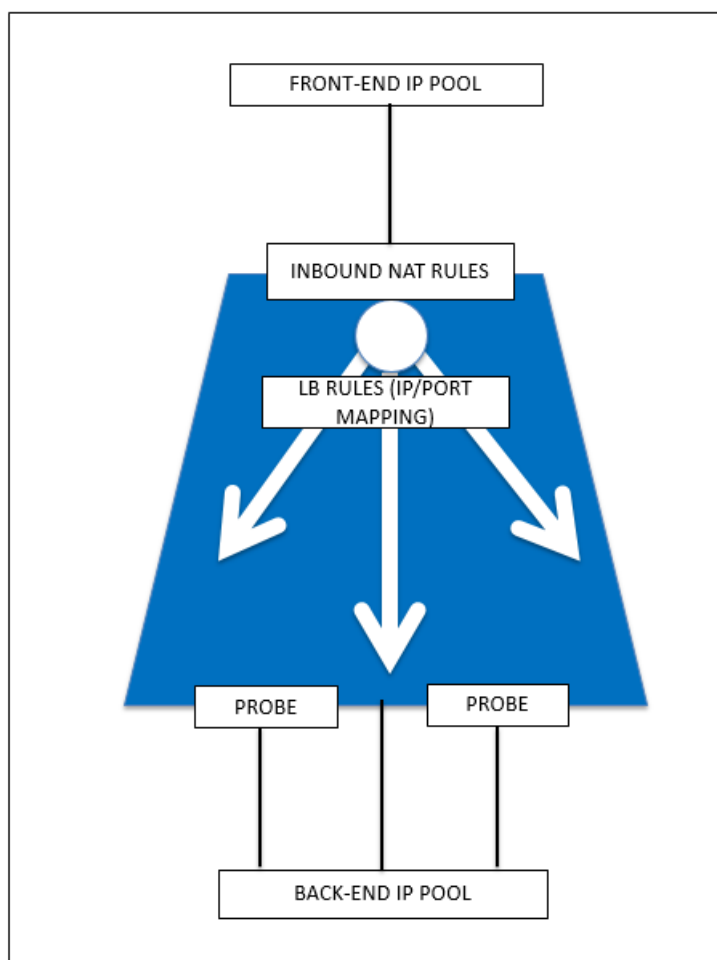 FRONT-END IP POOL
INBOUND NAT RULES
LB RULES (IP/PORT
MAPPING)
PROBE
PROBE
BACK-END IP POOL